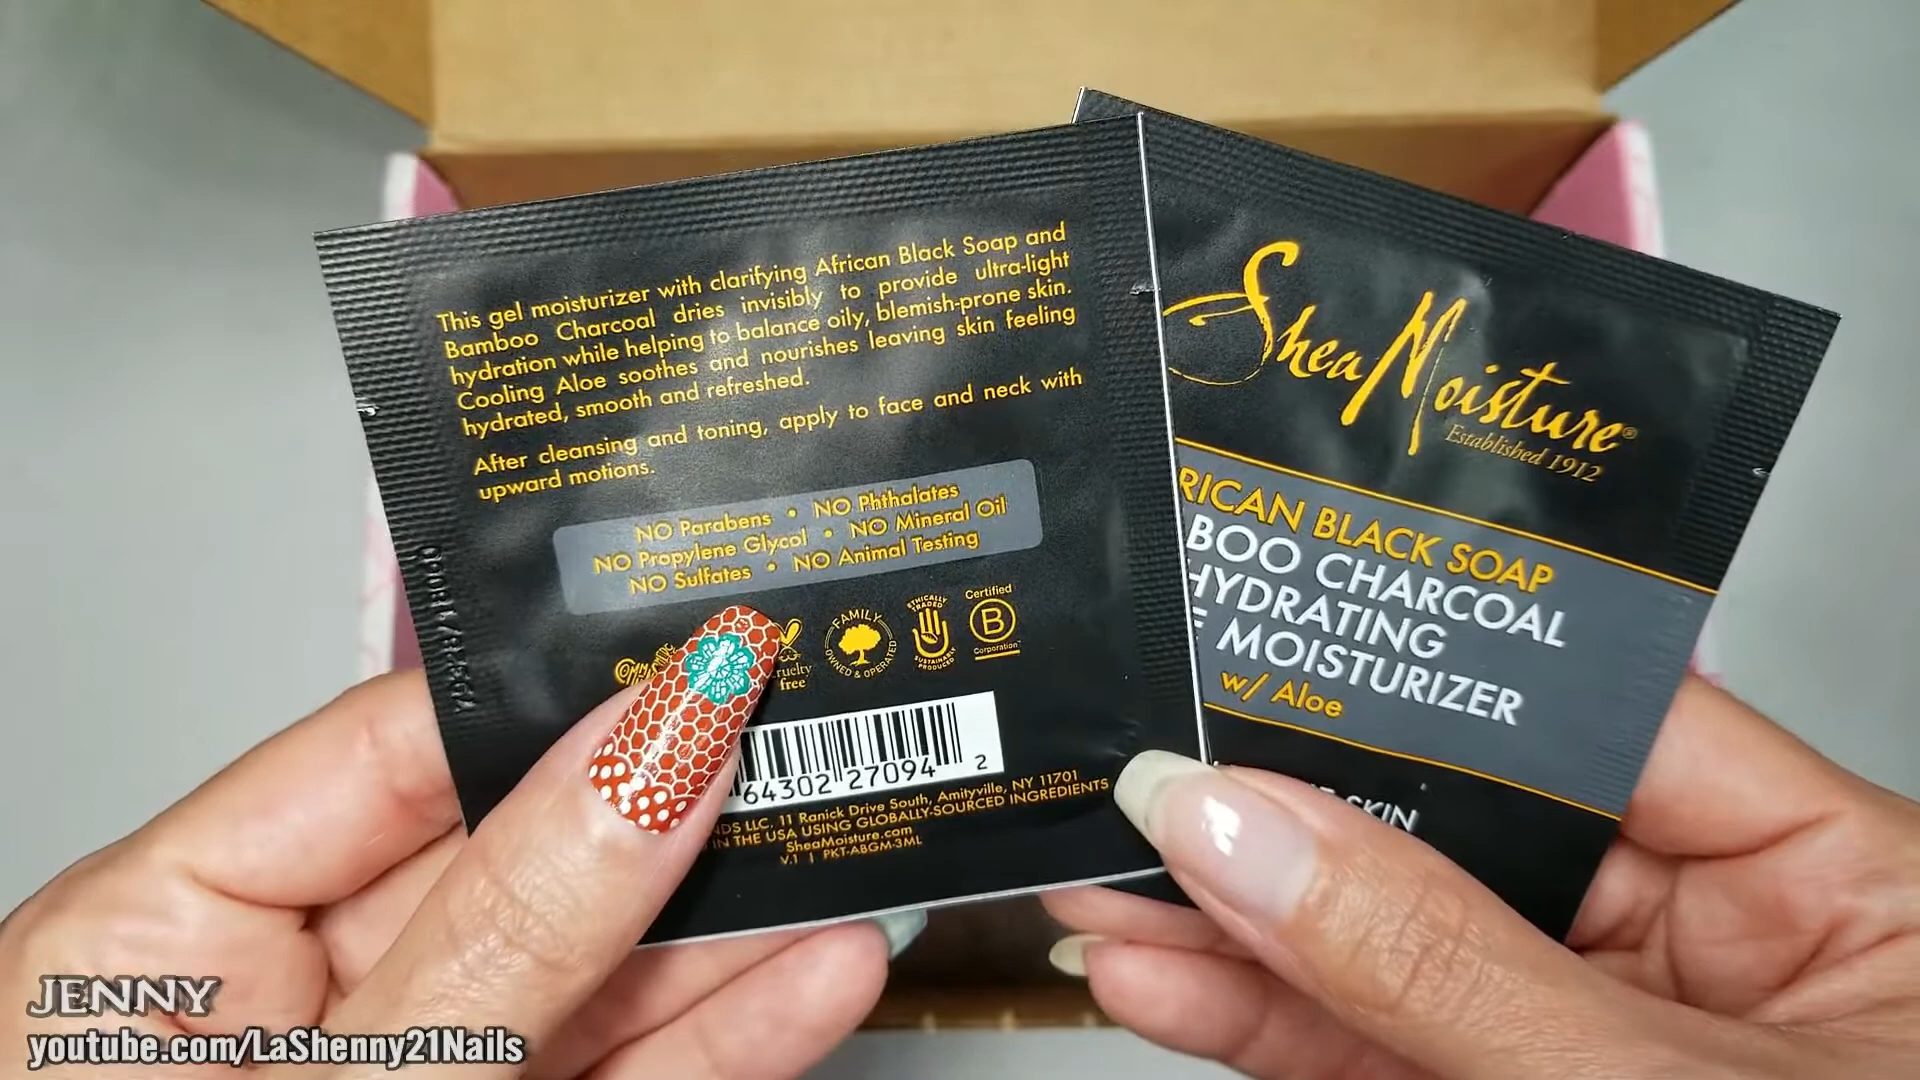 This gel moisturizer with clarifying African Black Soap and
Bamboo Charcoal dries invisibly to provide ultra-light
hydration while helping to balance oily, blemish-prone skin.
Cooling Aloe soothes and nourishes leaving skin feeling
hydrated, smooth and refreshed.
After cleansing and toning, apply to face and neck with
upward motions.
NO Parabens • NO Phthalates
NO Propylene Glycol • NO Mineral Oil
NO Sulfates • NO Animal Testing
free
FAMILY
OWNED & OPERATED
ETHICALLY
TRADED
SUSTAINABLY
PRODUCED
Certified
B
Corporation
64302 27094 2
LLC. 11 Ranick Drive South, Amityville, NY 11701
IN THE USA USING GLOBALLY-SOURCED INGREDIENTS
SheaMoisture.com
V.1 | PKT-ABGM-3ML
SheaMoisture®
Established 1912
RICAN BLACK SOAP
BOO CHARCOAL
HYDRATING
MOISTURIZER
w/ Aloe
SKIN
JENNY
youtube.com/LaShenny21Nails